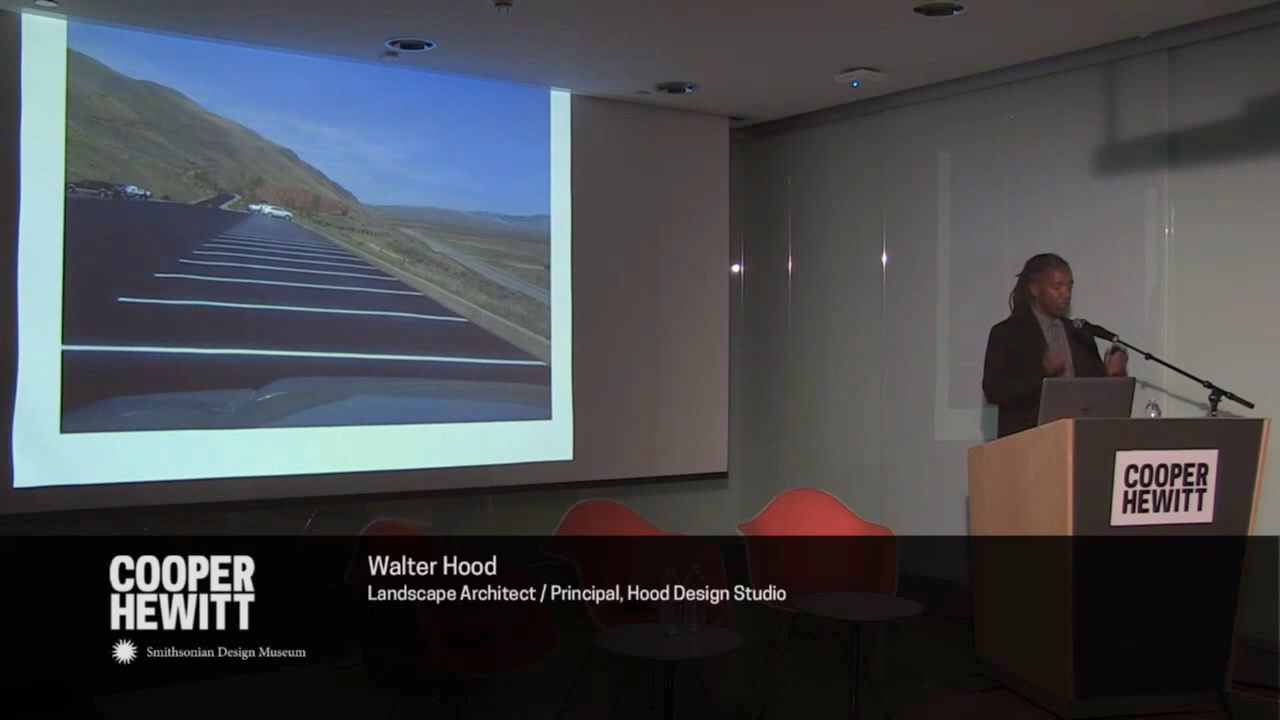 COOPER
HEWITT
COOPER
HEWITT
Smithsonian Design Museum
Walter Hood
Landscape Architect / Principal, Hood Design Studio